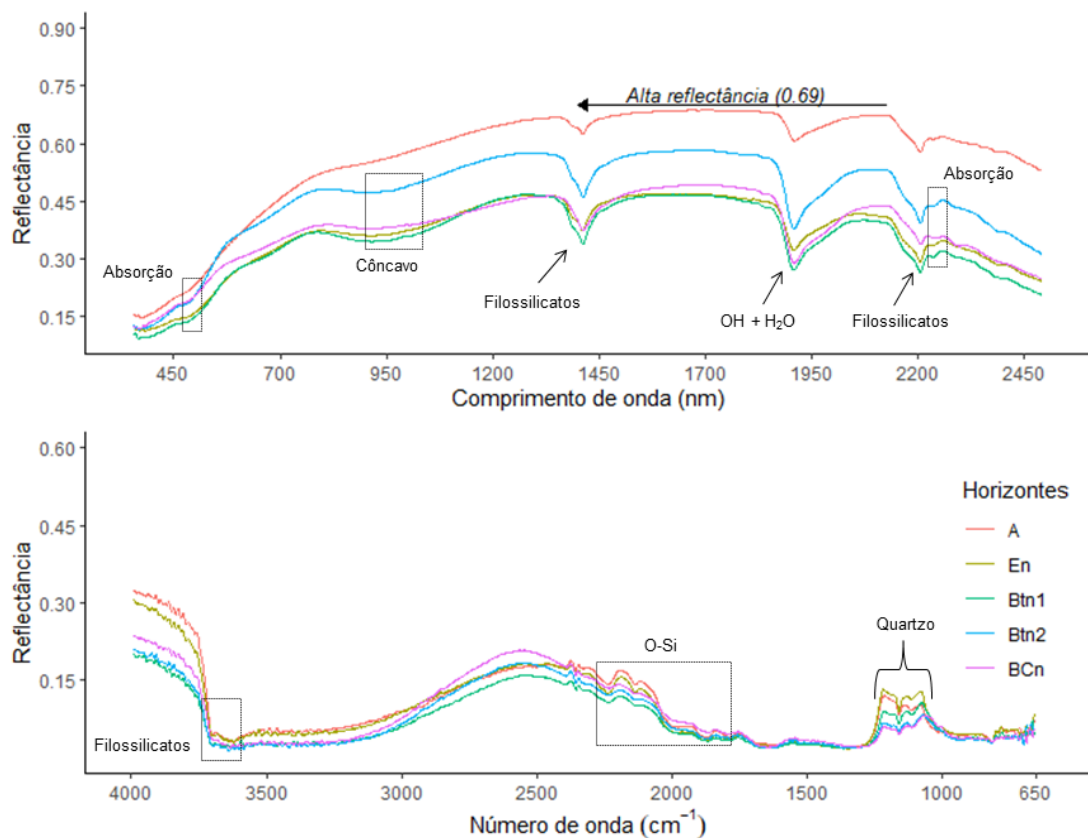 0.90
0.75
0.60
0.45
0.30
0.15
Reflectância
Alta reflectância (0.69)
Absorção
Absorção
Côncavo
Filossilicatos
OH + H₂O
Filossilicatos
450 700 950 1200 1450 1700 1950 2200 2450
Comprimento de onda (nm)
0.60
0.45
0.30
0.15
Reflectância
Horizontes
A
En
Btn1
Btn2
BCn
Quartzo
O-Si
Filossilicatos
4000 3500 3000 2500 2000 1500 1000 650
Número de onda (cm⁻¹)